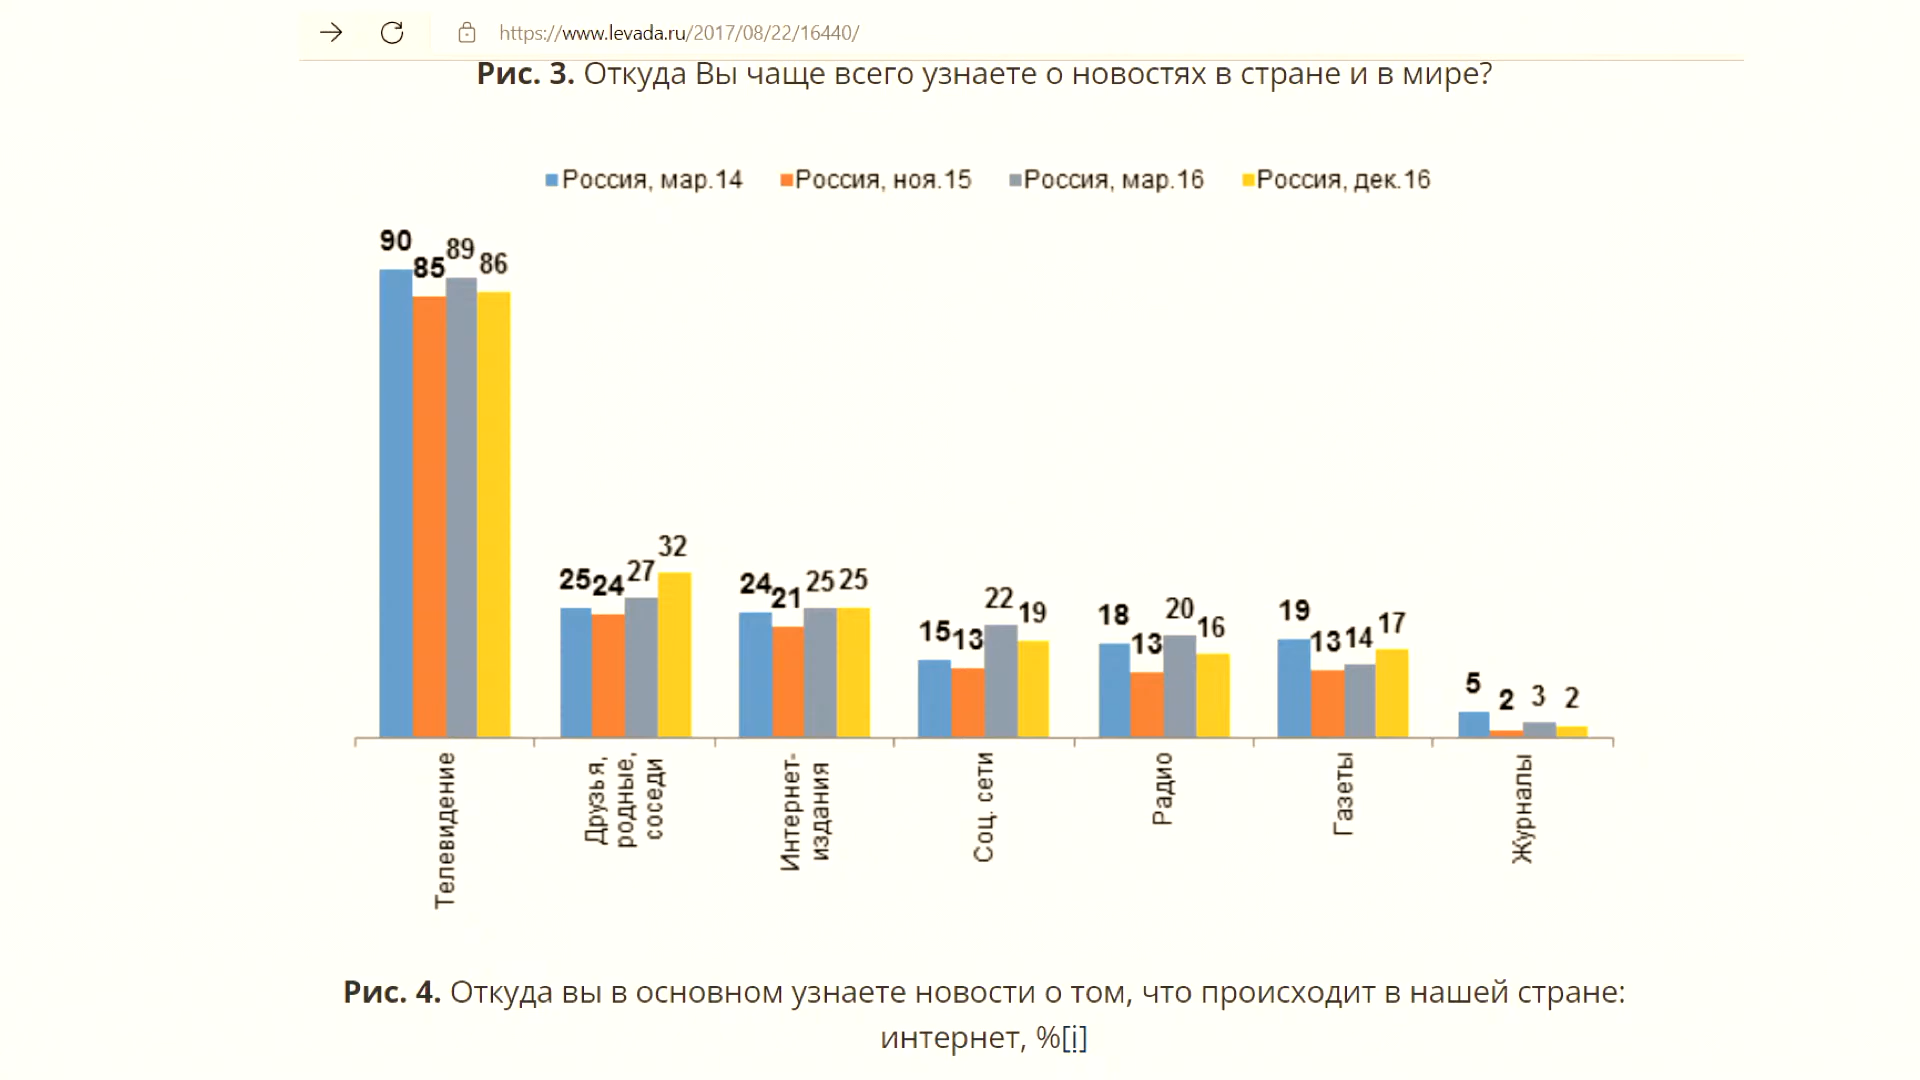 https://www.levada.ru/2017/08/22/16440/
Рис. 3. Откуда Вы чаще всего узнаете о новостях в стране и в мире?
Россия, мар.14 Россия, ноя.15 Россия, мар.16 Россия, дек.16
90 85 89 86
25 24 27 32
24 21 25 25
15 13 22 19
18 13 20 16
19 13 14 17
5 2 3 2
Телевидение
Друзья,
родные,
соседи
Интернет-
издания
Соц. сети
Радио
Газеты
Журналы
Рис. 4. Откуда вы в основном узнаете новости о том, что происходит в нашей стране:
интернет, %[i]